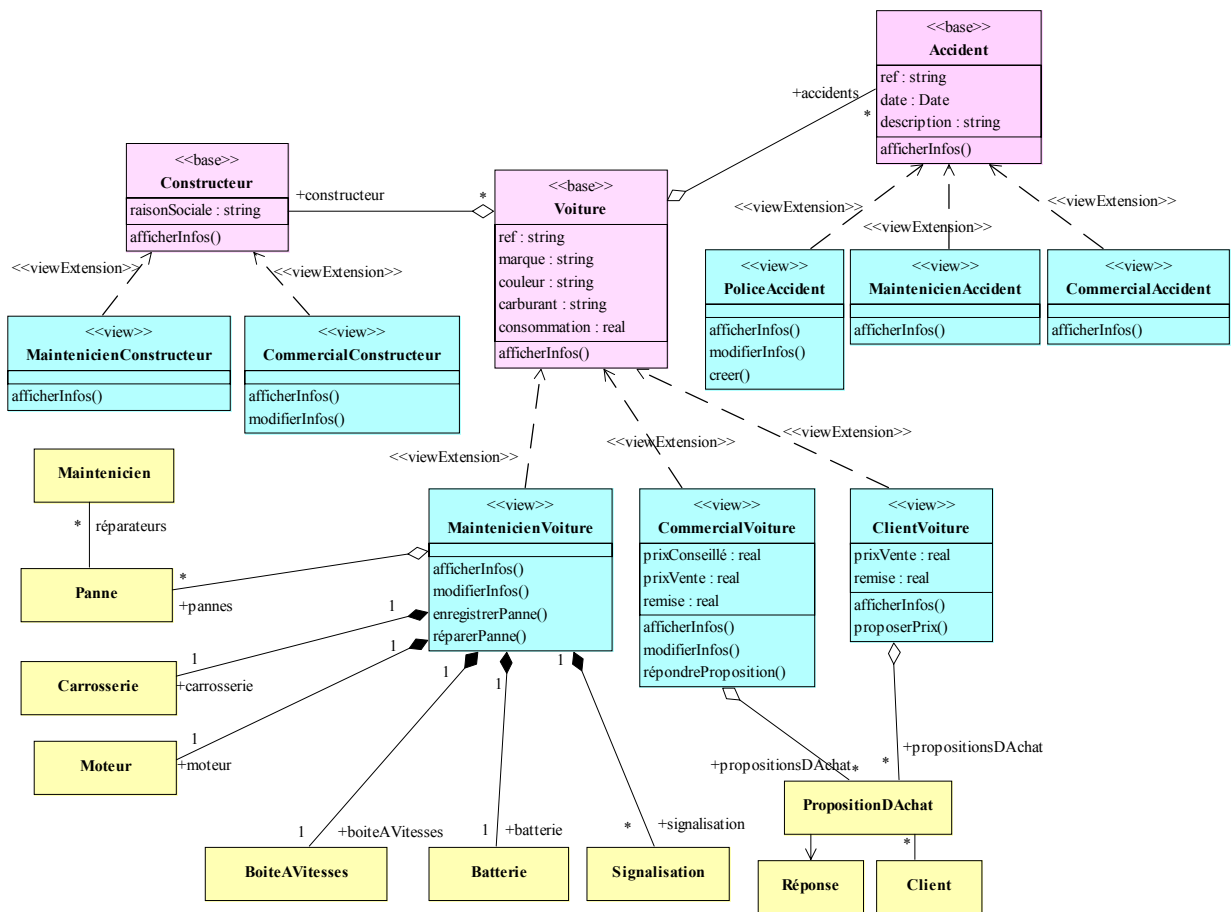 <<base>>
Accident
ref : string
date : Date
description : string
afficherInfos()
+accidents
*
<<base>>
Constructeur
raisonSociale : string
afficherInfos()
+constructeur
*
<<base>>
Voiture
ref : string
marque : string
couleur : string
carburant : string
consommation : real
afficherInfos()
<<viewExtension>>
<<viewExtension>>
<<viewExtension>>
<<viewExtension>>
<<viewExtension>>
<<view>>
PoliceAccident
afficherInfos()
modifierInfos()
creer()
<<view>>
MaintenicienAccident
afficherInfos()
<<view>>
CommercialAccident
afficherInfos()
<<view>>
MaintenicienConstructeur
afficherInfos()
<<view>>
CommercialConstructeur
afficherInfos()
modifierInfos()
<<viewExtension>>
<<viewExtension>>
<<viewExtension>>
Maintenicien
* réparateurs
Panne
*
+pannes
<<view>>
MaintenicienVoiture
afficherInfos()
modifierInfos()
enregistrerPanne()
réparerPanne()
<<view>>
CommercialVoiture
prixConseillé : real
prixVente : real
remise : real
afficherInfos()
modifierInfos()
répondreProposition()
<<view>>
ClientVoiture
prixVente : real
remise : real
afficherInfos()
proposerPrix()
1
1
1
1
1
Carrosserie
1
+carrosserie
Moteur
1
+moteur
1 +boiteAVitesses
1 +batterie
* +signalisation
+propositionsDAchat
*
+propositionsDAchat
*
PropositionDAchat
*
BoiteAVitesses
Batterie
Signalisation
Réponse
Client